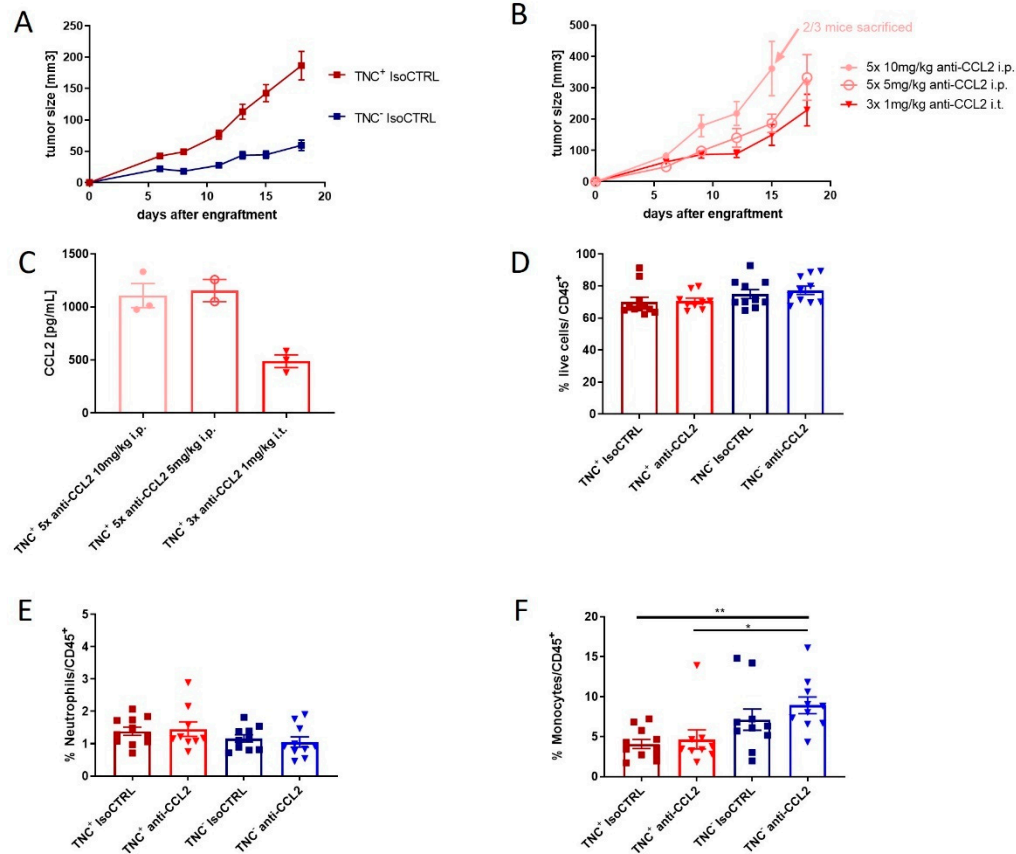 A
tumor size [mm3]
250
200
150
100
50
0
0
5
10
15
20
days after engraftment
TNC+ IsoCTRL
TNC- IsoCTRL
B
tumor size [mm3]
500
400
300
200
100
0
0
5
10
15
20
days after engraftment
2/3 mice sacrificed
5x 10mg/kg anti-CCL2 i.p.
5x 5mg/kg anti-CCL2 i.p.
3x 1mg/kg anti-CCL2 i.t.
C
CCL2 [pg/mL]
1500
1000
500
0
TNC+ 5x anti-CCL2 10mg/kg i.p.
TNC+ 5x anti-CCL2 5mg/kg i.p.
TNC+ 3x anti-CCL2 1mg/kg i.t.
D
% live cells/ CD45+
100
80
60
40
20
0
TNC+ IsoCTRL
TNC+ anti-CCL2
TNC- IsoCTRL
TNC- anti-CCL2
E
% Neutrophils/CD45+
5
4
3
2
1
0
TNC+ IsoCTRL
TNC+ anti-CCL2
TNC- IsoCTRL
TNC- anti-CCL2
F
% Monocytes/CD45+
20
15
10
5
0
**
*
TNC+ IsoCTRL
TNC+ anti-CCL2
TNC- IsoCTRL
TNC- anti-CCL2